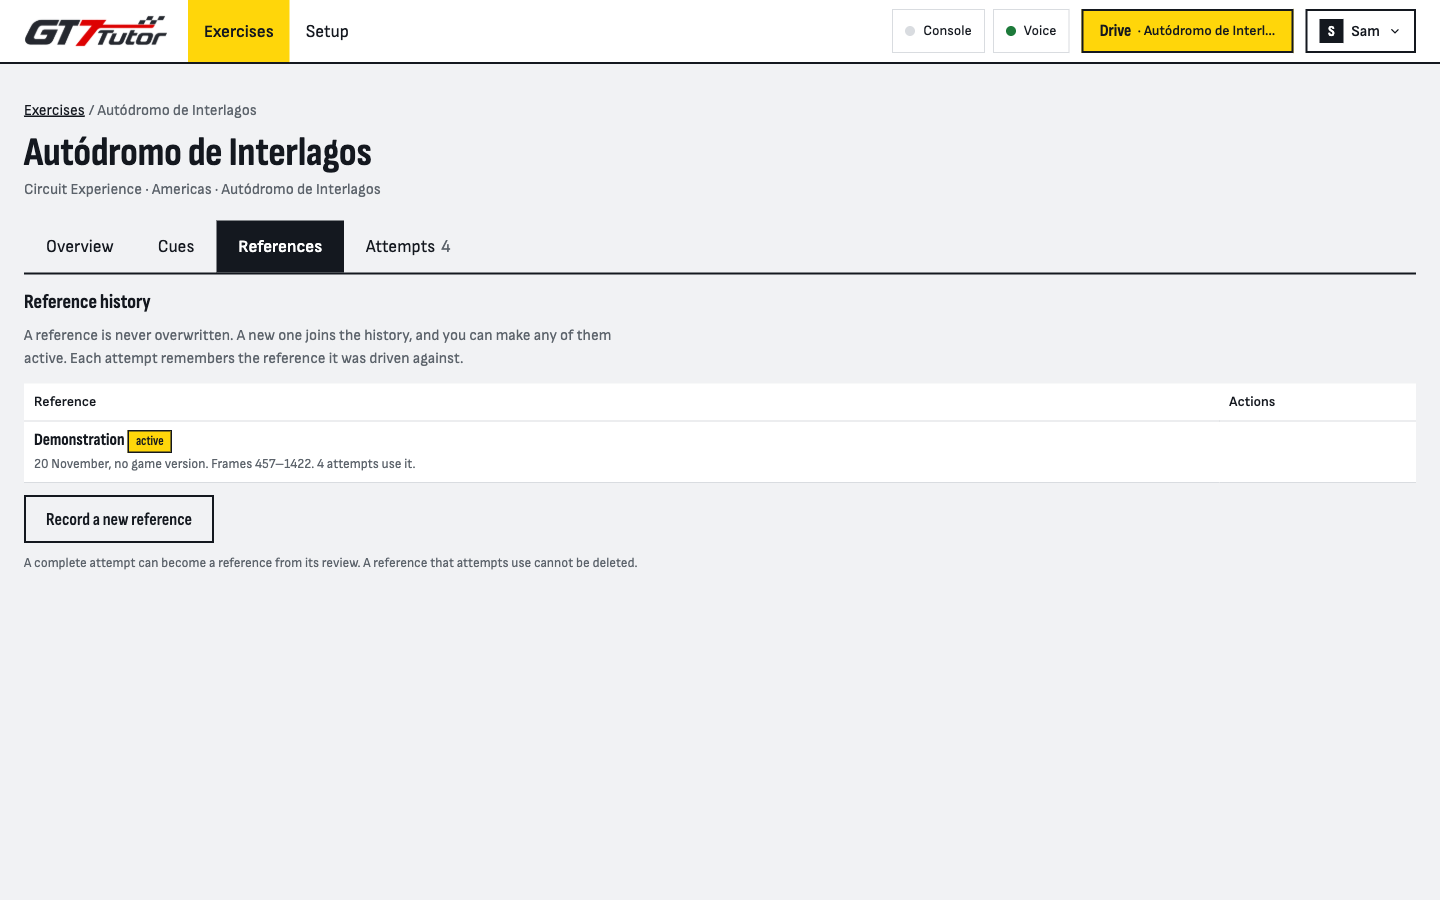 GT7Tutor
Exercises
Setup
Console
Voice
Drive · Autódromo de Interl...
S
Sam
Exercises / Autódromo de Interlagos
Autódromo de Interlagos
Circuit Experience · Americas · Autódromo de Interlagos
Overview
Cues
References
Attempts 4
Reference history
A reference is never overwritten. A new one joins the history, and you can make any of them
active. Each attempt remembers the reference it was driven against.
Reference
Actions
Demonstration active
20 November, no game version. Frames 457–1422. 4 attempts use it.
Record a new reference
A complete attempt can become a reference from its review. A reference that attempts use cannot be deleted.